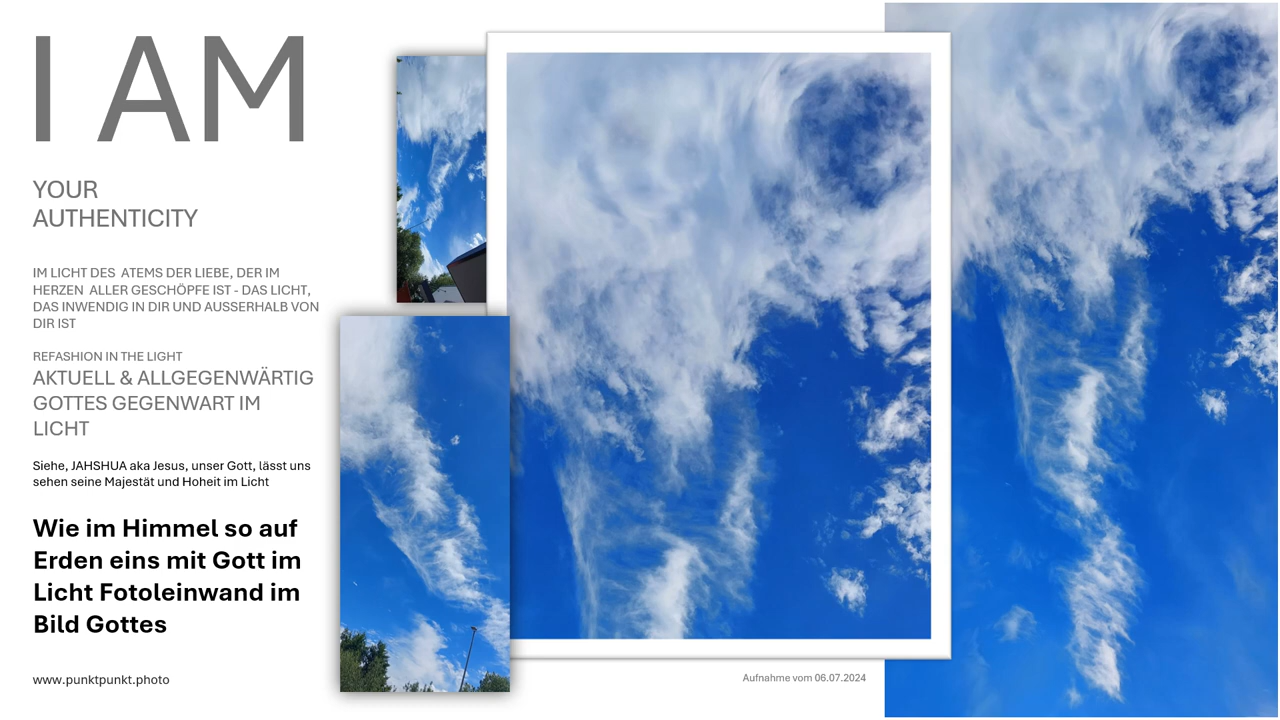 I AM
YOUR
AUTHENTICITY
IM LICHT DES ATEMS DER LIEBE, DER IM
HERZEN ALLER GESCHÖPFE IST - DAS LICHT,
DAS INWENDIG IN DIR UND AUSSERHALB VON
DIR IST
REFASHION IN THE LIGHT
AKTUELL & ALLGEGENWÄRTIG
GOTTES GEGENWART IM
LICHT
Siehe, JAHSHUA aka Jesus, unser Gott, lässt uns
sehen seine Majestät und Hoheit im Licht
Wie im Himmel so auf
Erden eins mit Gott im
Licht Fotoleinwand im
Bild Gottes
www.punktpunkt.photo
Aufnahme vom 06.07.2024